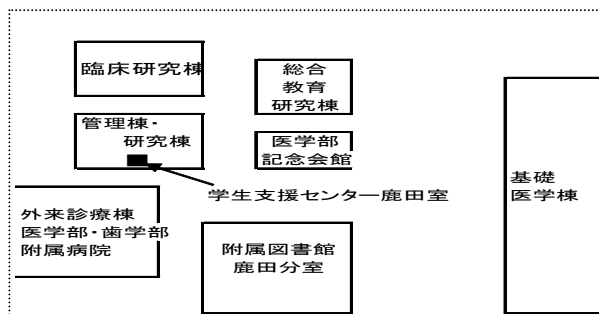 臨床研究棟
総合
教育
研究棟
管理棟・
研究棟
医学部
記念会館
学生支援センター鹿田室
基礎
医学棟
外来診療棟
医学部・歯学部
附属病院
附属図書館
鹿田分室